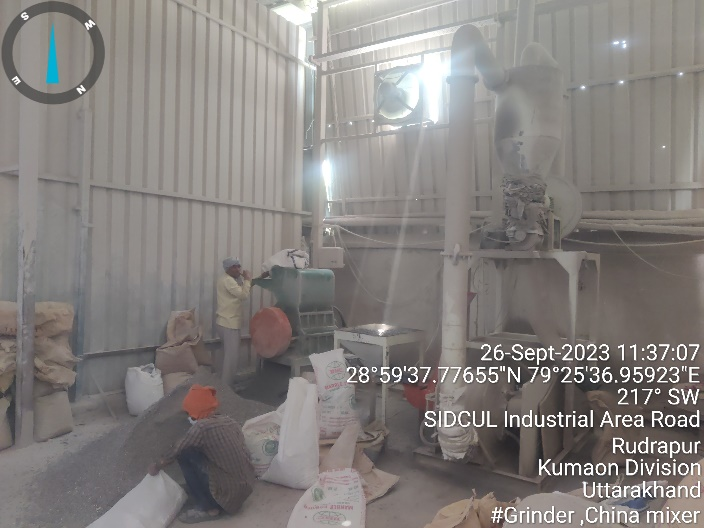 S
W
E
N
26-Sept-2023 11:37:07
28°59'37.77655"N 79°25'36.95923"E
217° SW
SIDCUL Industrial Area Road
Rudrapur
Kumaon Division
Uttarakhand
#Grinder ,China mixer